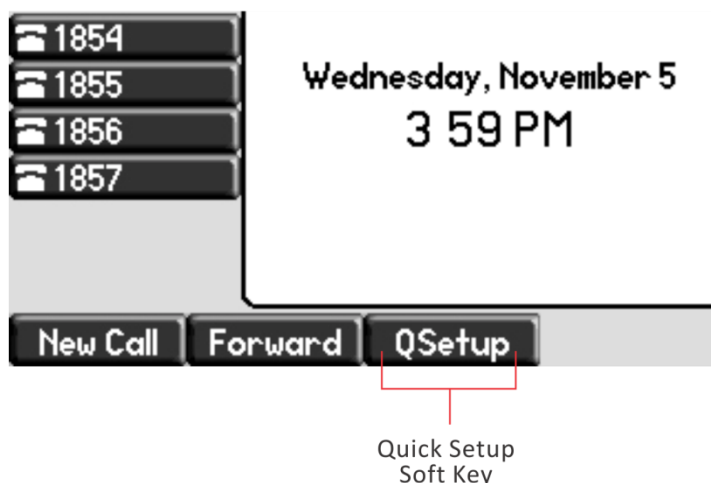 1854
1855
1856
1857
Wednesday, November 5
3 59 PM
New Call Forward QSetup
Quick Setup
Soft Key